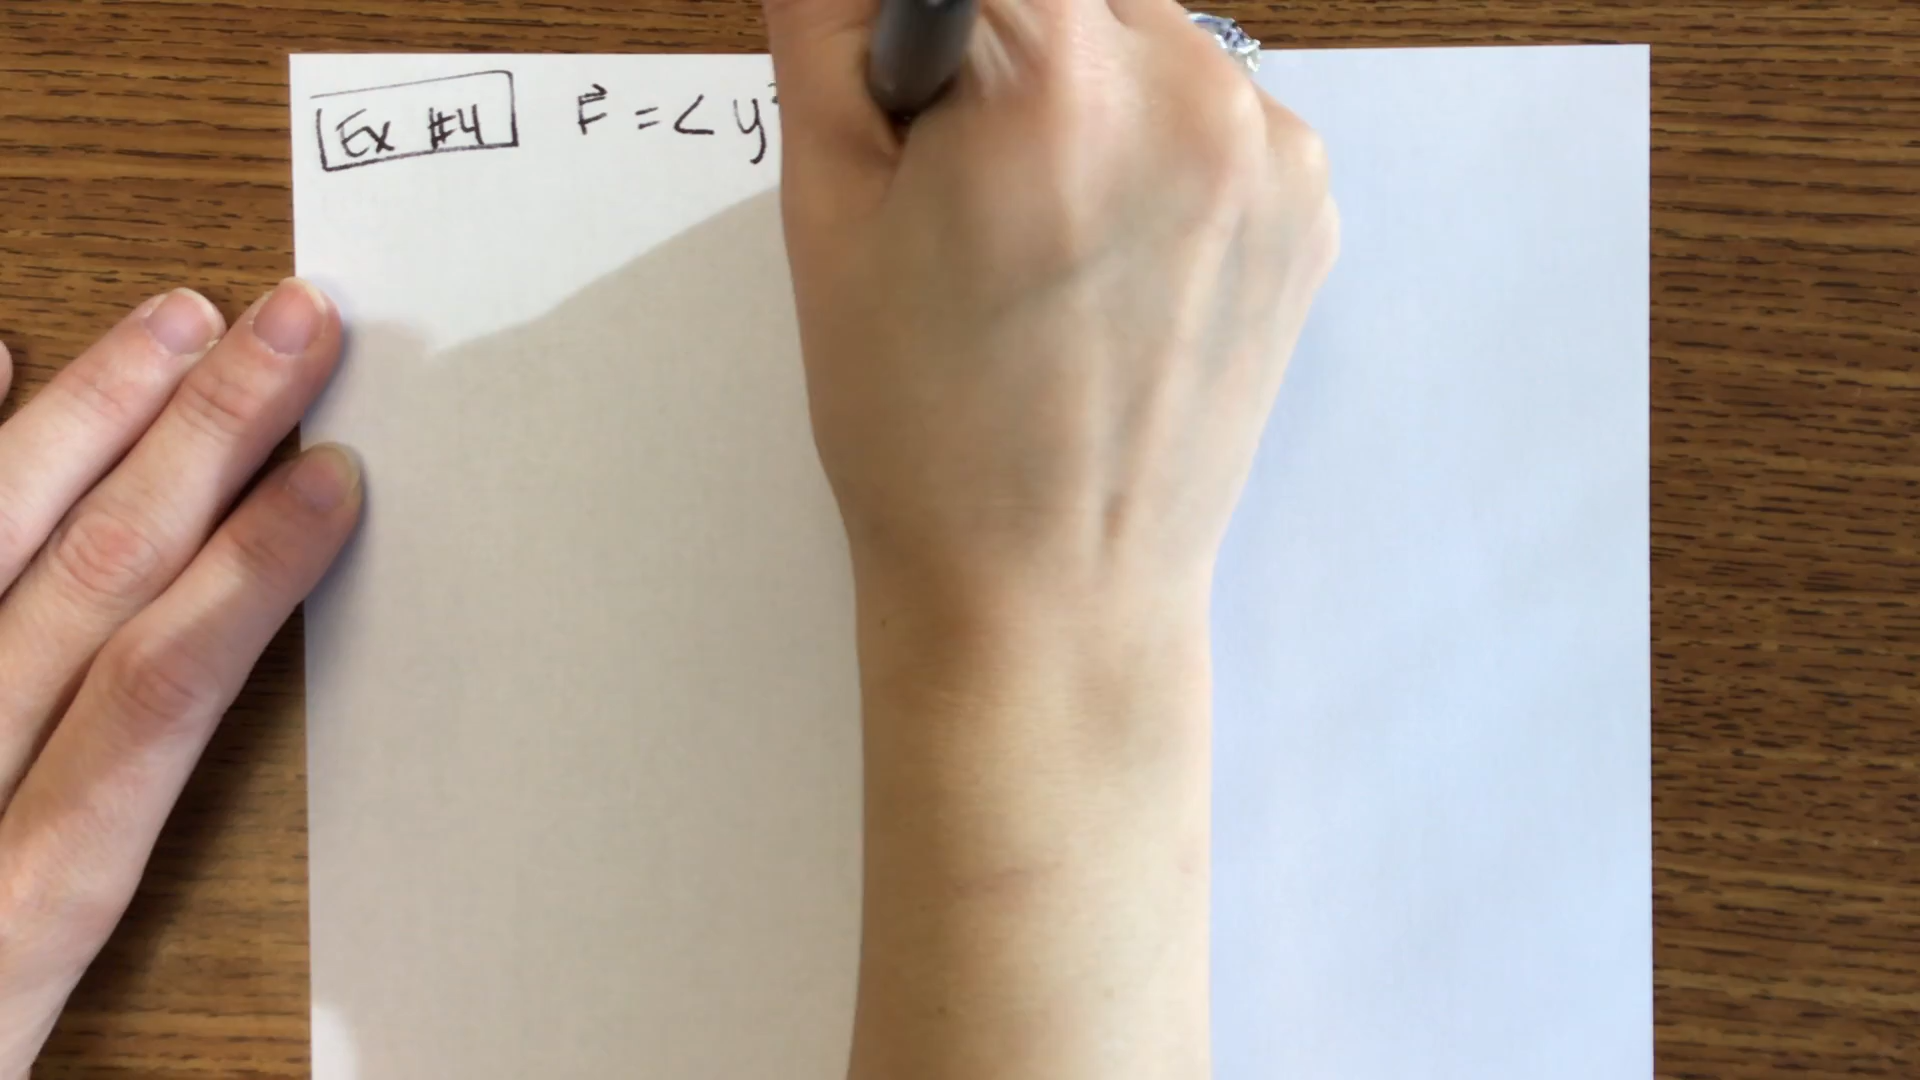 Ex #4 F⃗ = < y